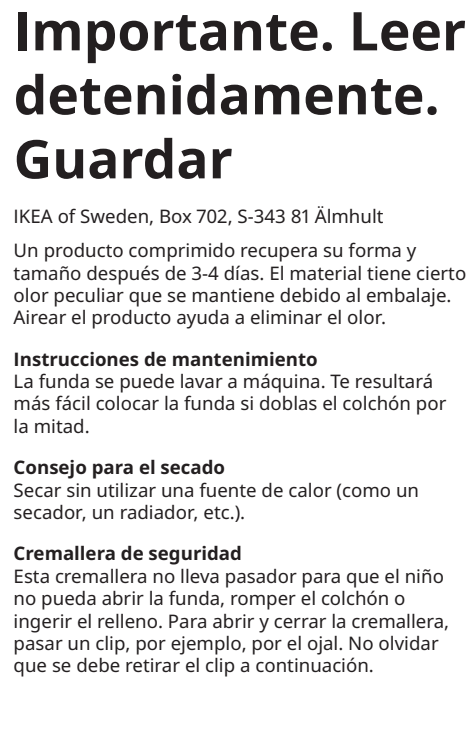 Importante. Leer
detenidamente.
Guardar
IKEA of Sweden, Box 702, S-343 81 Älmhult
Un producto comprimido recupera su forma y
tamaño después de 3-4 días. El material tiene cierto
olor peculiar que se mantiene debido al embalaje.
Airear el producto ayuda a eliminar el olor.
Instrucciones de mantenimiento
La funda se puede lavar a máquina. Te resultará
más fácil colocar la funda si doblas el colchón por
la mitad.
Consejo para el secado
Secar sin utilizar una fuente de calor (como un
secador, un radiador, etc.).
Cremallera de seguridad
Esta cremallera no lleva pasador para que el niño
no pueda abrir la funda, romper el colchón o
ingerir el relleno. Para abrir y cerrar la cremallera,
pasar un clip, por ejemplo, por el ojal. No olvidar
que se debe retirar el clip a continuación.